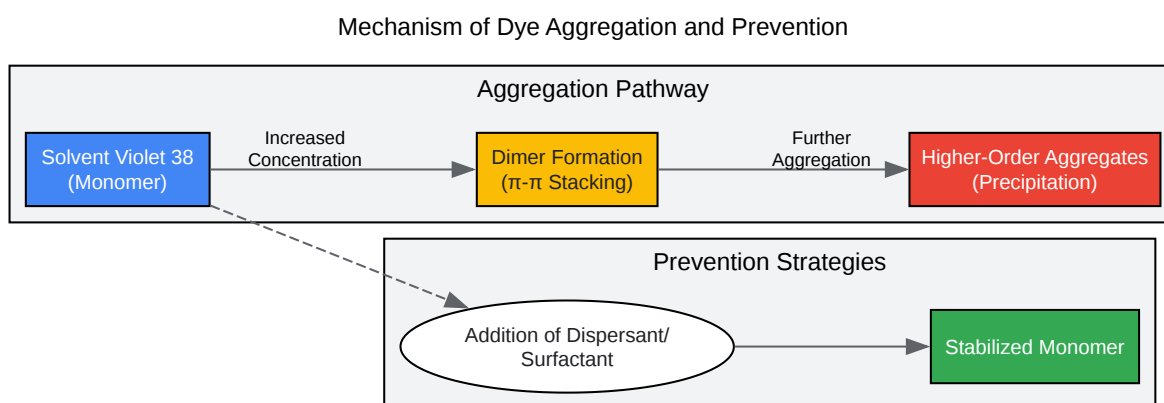 Mechanism of Dye Aggregation and Prevention
Aggregation Pathway
Solvent Violet 38
(Monomer)
Increased
Concentration
Dimer Formation
(π-π Stacking)
Further
Aggregation
Higher-Order Aggregates
(Precipitation)
Prevention Strategies
Addition of Dispersant/
Surfactant
Stabilized Monomer